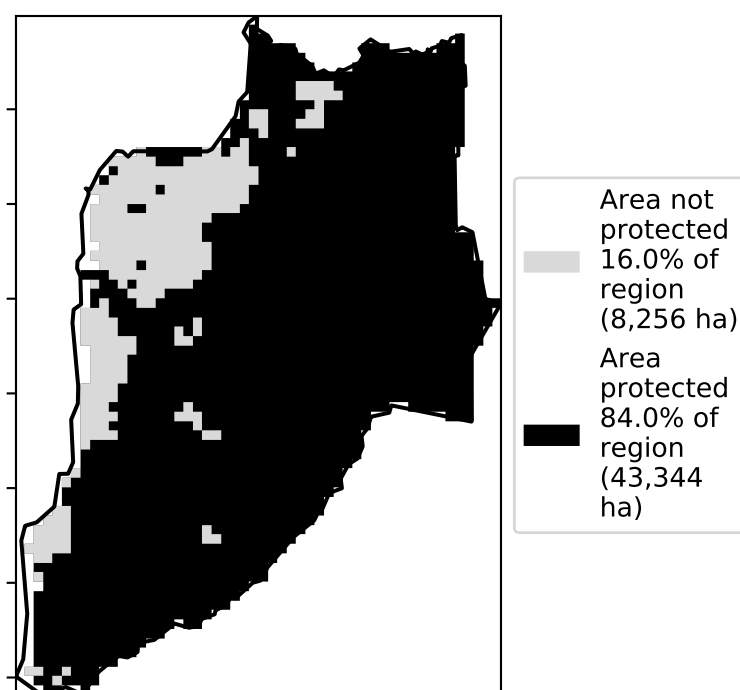 Area not
protected
16.0% of
region
(8,256 ha)
Area
protected
84.0% of
region
(43,344
ha)